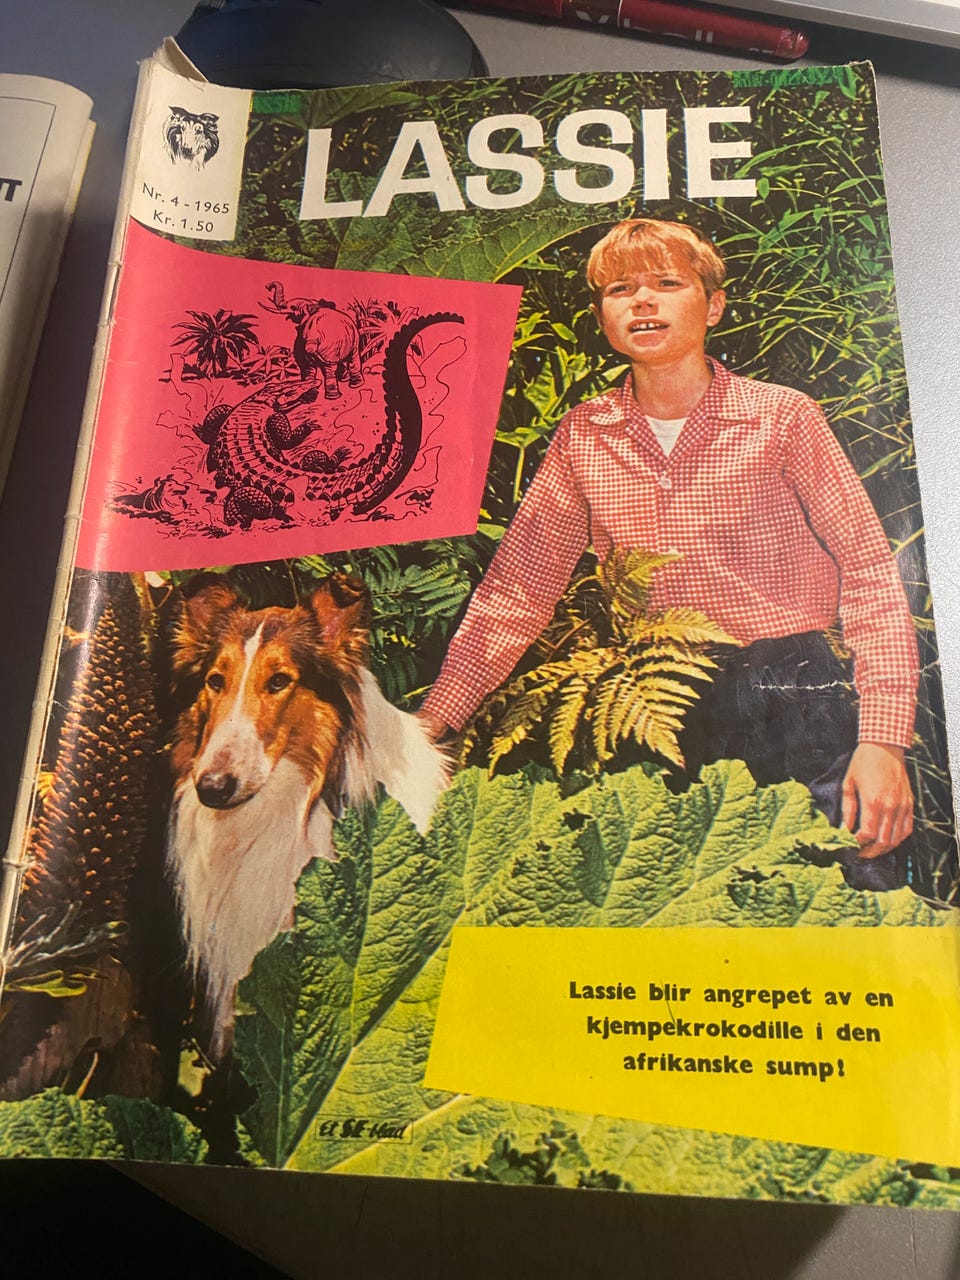 LASSIE
Nr. 4 - 1965
Kr. 1.50
Lassie blir angrepet av en
kjempekrokodille i den
afrikanske sump!
Et SE-blad